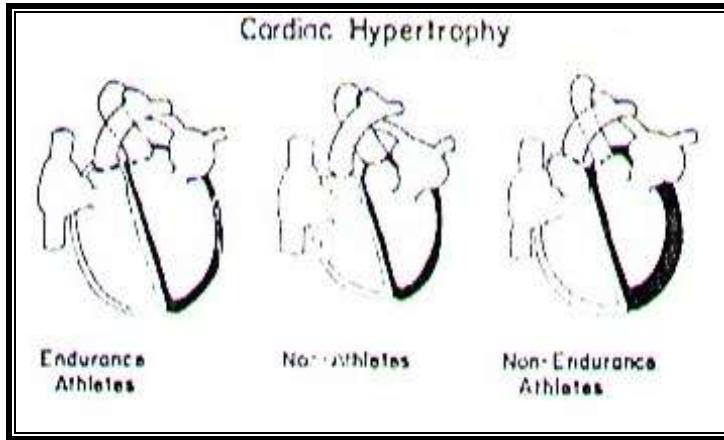 Cardiac Hypertrophy
Endurance
Athletes
Non-Athletes
Non-Endurance
Athletes